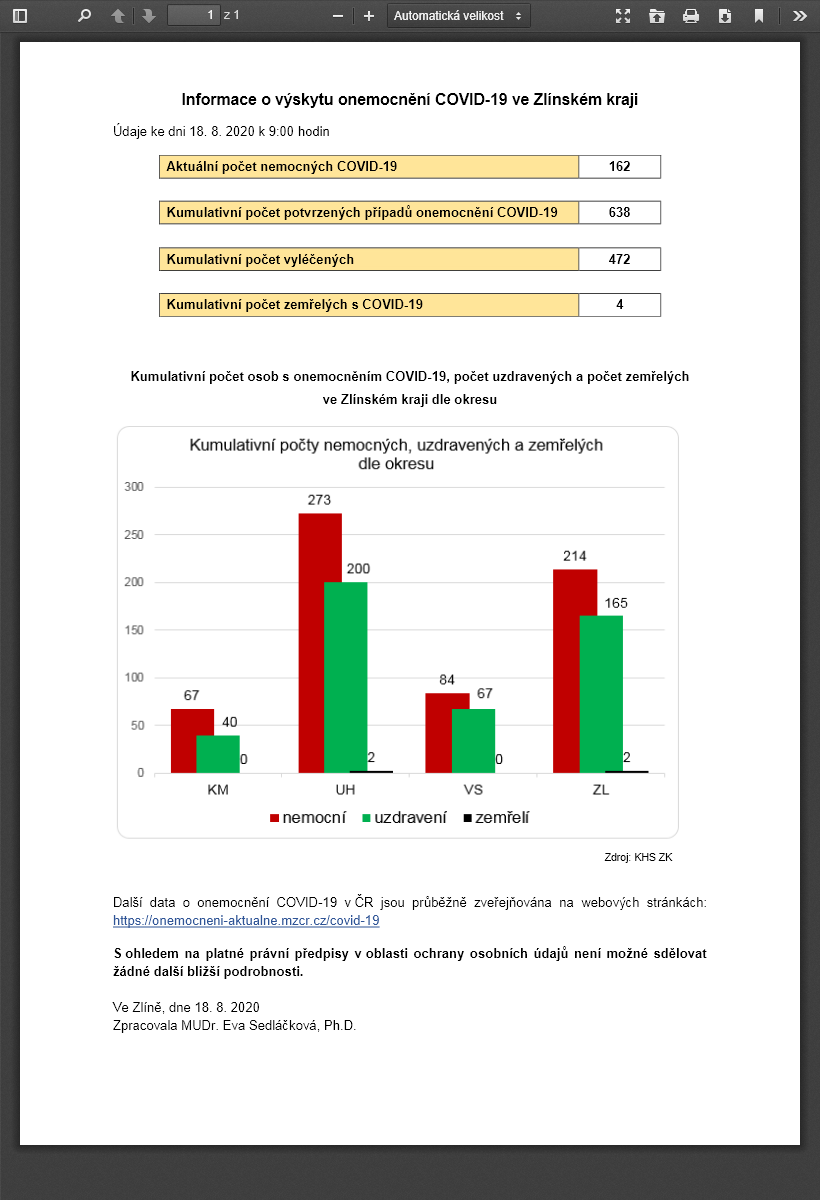 1 z 1 Automatická velikost
Informace o výskytu onemocnění COVID-19 ve Zlínském kraji
Údaje ke dni 18. 8. 2020 k 9:00 hodin
Aktuální počet nemocných COVID-19 162
Kumulativní počet potvrzených případů onemocnění COVID-19 638
Kumulativní počet vyléčených 472
Kumulativní počet zemřelých s COVID-19 4
Kumulativní počet osob s onemocněním COVID-19, počet uzdravených a počet zemřelých
ve Zlínském kraji dle okresu
Kumulativní počty nemocných, uzdravených a zemřelých
dle okresu
300
250
200
150
100
50
0
67 40 0
273 200 2
84 67 0
214 165 2
KM UH VS ZL
nemocní uzdravení zemřelí
Zdroj: KHS ZK
Další data o onemocnění COVID-19 v ČR jsou průběžně zveřejňována na webových stránkách:
https://onemocneni-aktualne.mzcr.cz/covid-19
S ohledem na platné právní předpisy v oblasti ochrany osobních údajů není možné sdělovat
žádné další bližší podrobnosti.
Ve Zlíně, dne 18. 8. 2020
Zpracovala MUDr. Eva Sedláčková, Ph.D.